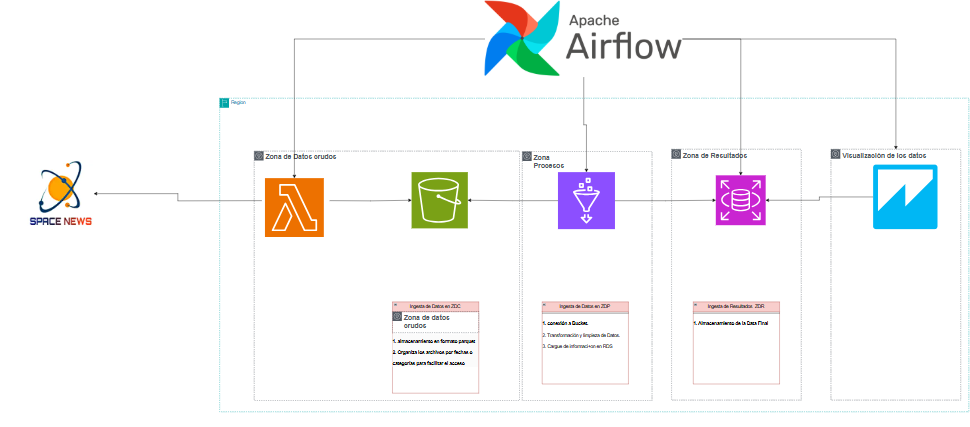 Apache
Airflow
Region
Zona de Datos orudos
Zona
Procesos
Zona de Resultados
Visualización de los datos
SPACE NEWS
Ingesta de Datos en ZDC
Zona de datos
orudos
1. almacenamiento en formato parquet
2. Organiza los archivos por fechas o
categorías para facilitar el acceso
Ingesta de Datos en ZDP
1. conexión a Bucket.
2. Transformación y limpieza de Datos.
3. Cargue de información en RDS
Ingesta de Resultados ZDR
1. Almacenamiento de la Data Final